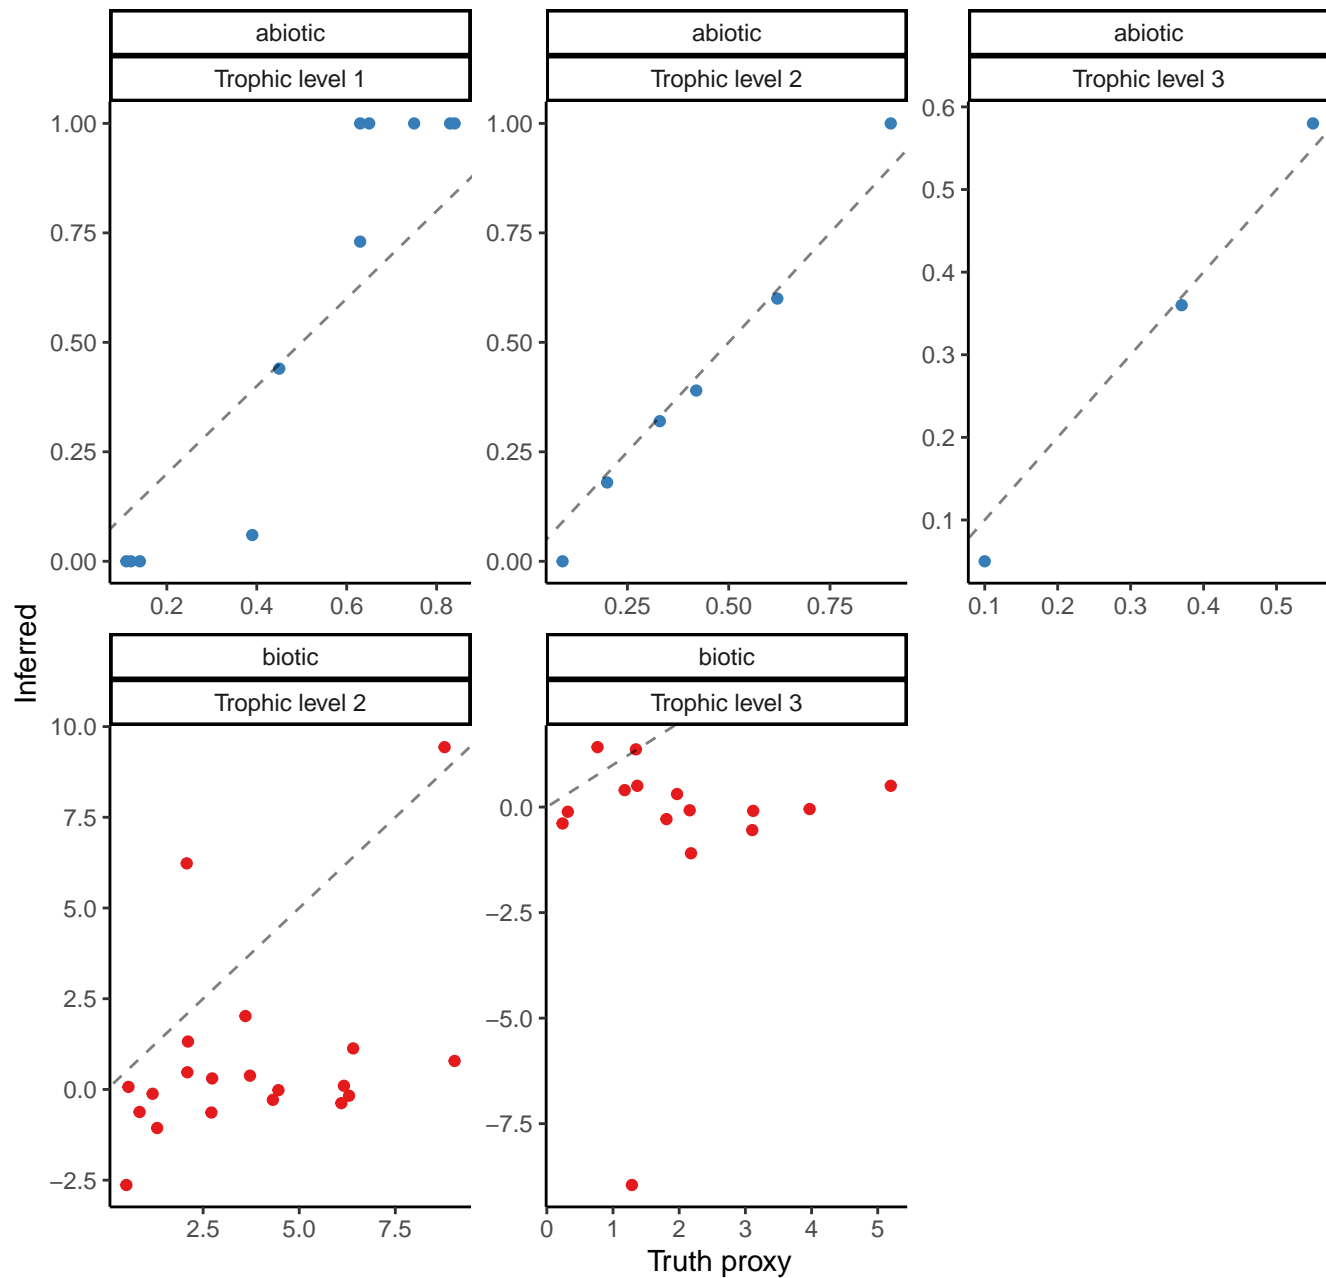 abiotic
Trophic level 1
abiotic
Trophic level 2
abiotic
Trophic level 3
1.00
0.75
0.50
0.25
0.00
0.2 0.4 0.6 0.8
1.00
0.75
0.50
0.25
0.00
0.25 0.50 0.75
0.6
0.5
0.4
0.3
0.2
0.1
0.1 0.2 0.3 0.4 0.5
Inferred
biotic
Trophic level 2
biotic
Trophic level 3
10.0
7.5
5.0
2.5
0.0
−2.5
2.5 5.0 7.5
0.0
−2.5
−5.0
−7.5
0 1 2 3 4 5
Truth proxy